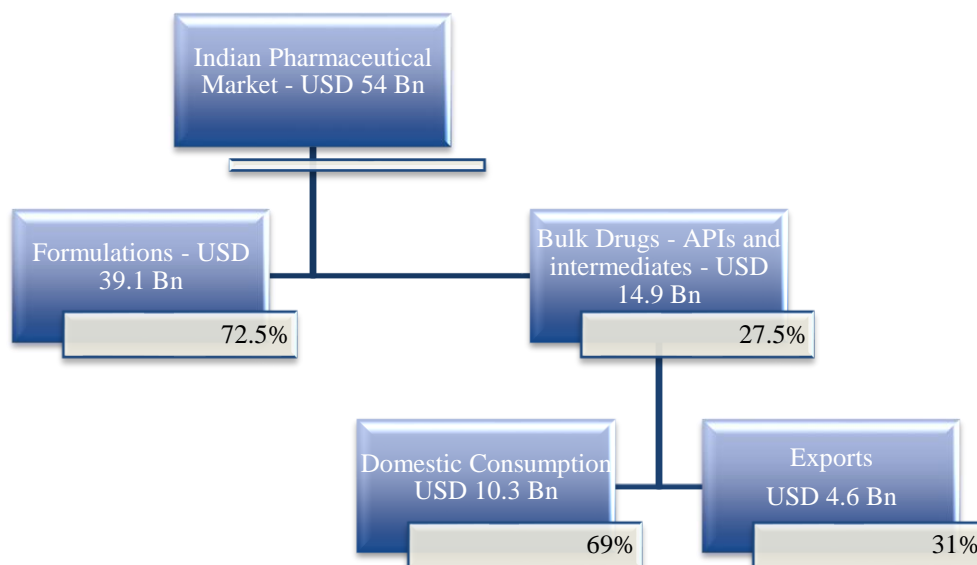 Indian Pharmaceutical
Market - USD 54 Bn
Formulations - USD
39.1 Bn
72.5%
Bulk Drugs - APIs and
intermediates - USD
14.9 Bn
27.5%
Domestic Consumption
USD 10.3 Bn
69%
Exports
USD 4.6 Bn
31%